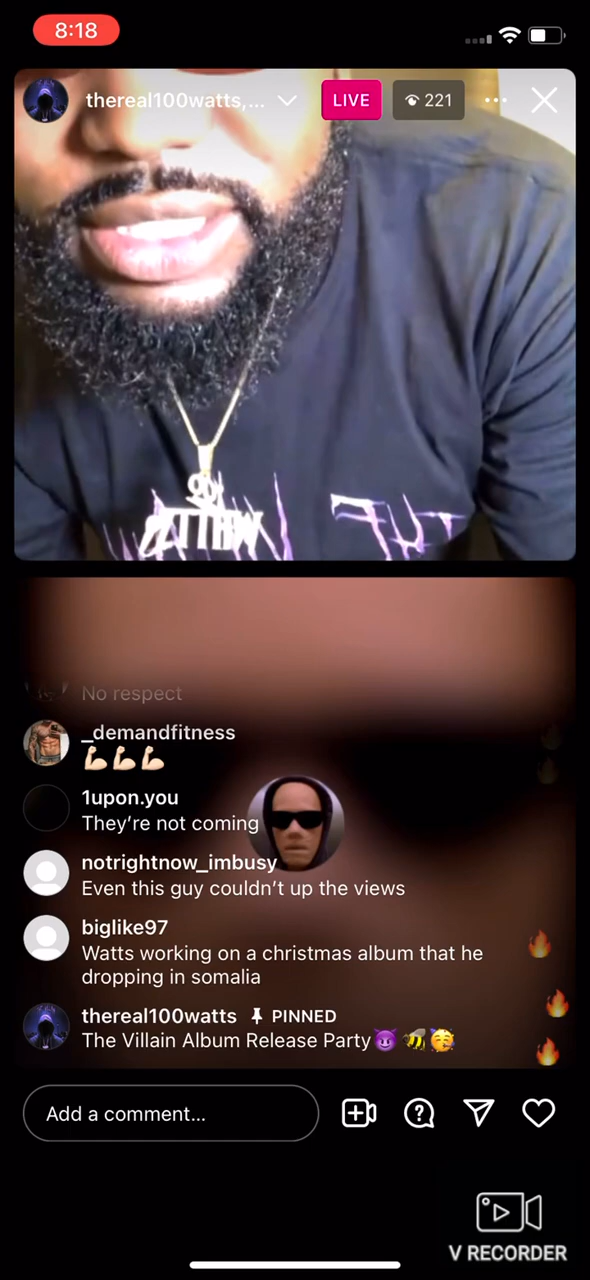 8:18
thereal100watts,...
LIVE
221
No respect
_demandfitness
💪🏻💪🏻💪🏻
1upon.you
They're not coming
notrightnow_imbusy
Even this guy couldn't up the views
biglike97
Watts working on a christmas album that he
dropping in somalia
thereal100watts PINNED
The Villain Album Release Party😈🐝🥳
Add a comment...
V RECORDER